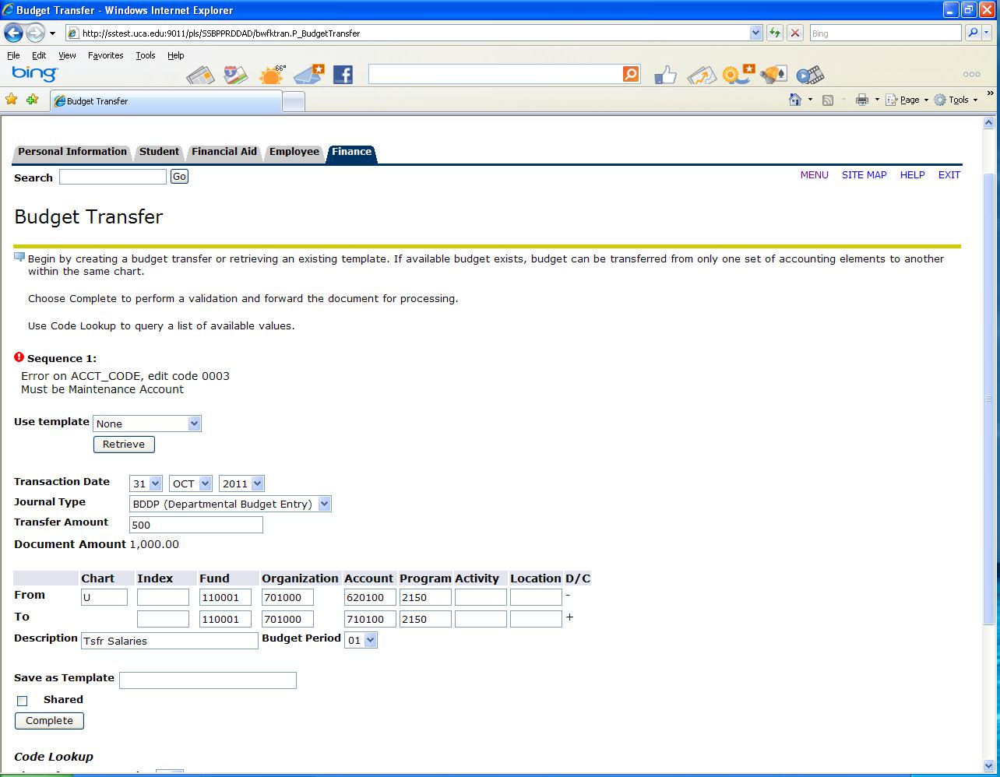 Budget Transfer - Windows Internet Explorer
http://sstest.uca.edu:9011/pls/SSBPPRDDAD/bwfktran.P_BudgetTransfer
Bing
File Edit View Favorites Tools Help
bing 66°
Budget Transfer
Page Tools »
Personal Information Student Financial Aid Employee Finance
Search Go MENU SITE MAP HELP EXIT
Budget Transfer
Begin by creating a budget transfer or retrieving an existing template. If available budget exists, budget can be transferred from only one set of accounting elements to another
within the same chart.
Choose Complete to perform a validation and forward the document for processing.
Use Code Lookup to query a list of available values.
Sequence 1:
Error on ACCT_CODE, edit code 0003
Must be Maintenance Account
Use template None
Retrieve
Transaction Date 31 OCT 2011
Journal Type BDDP (Departmental Budget Entry)
Transfer Amount 500
Document Amount 1,000.00
Chart Index Fund Organization Account Program Activity Location D/C
From U 110001 701000 620100 2150 -
To 110001 701000 710100 2150 +
Description Tsfr Salaries Budget Period 01
Save as Template
Shared
Complete
Code Lookup